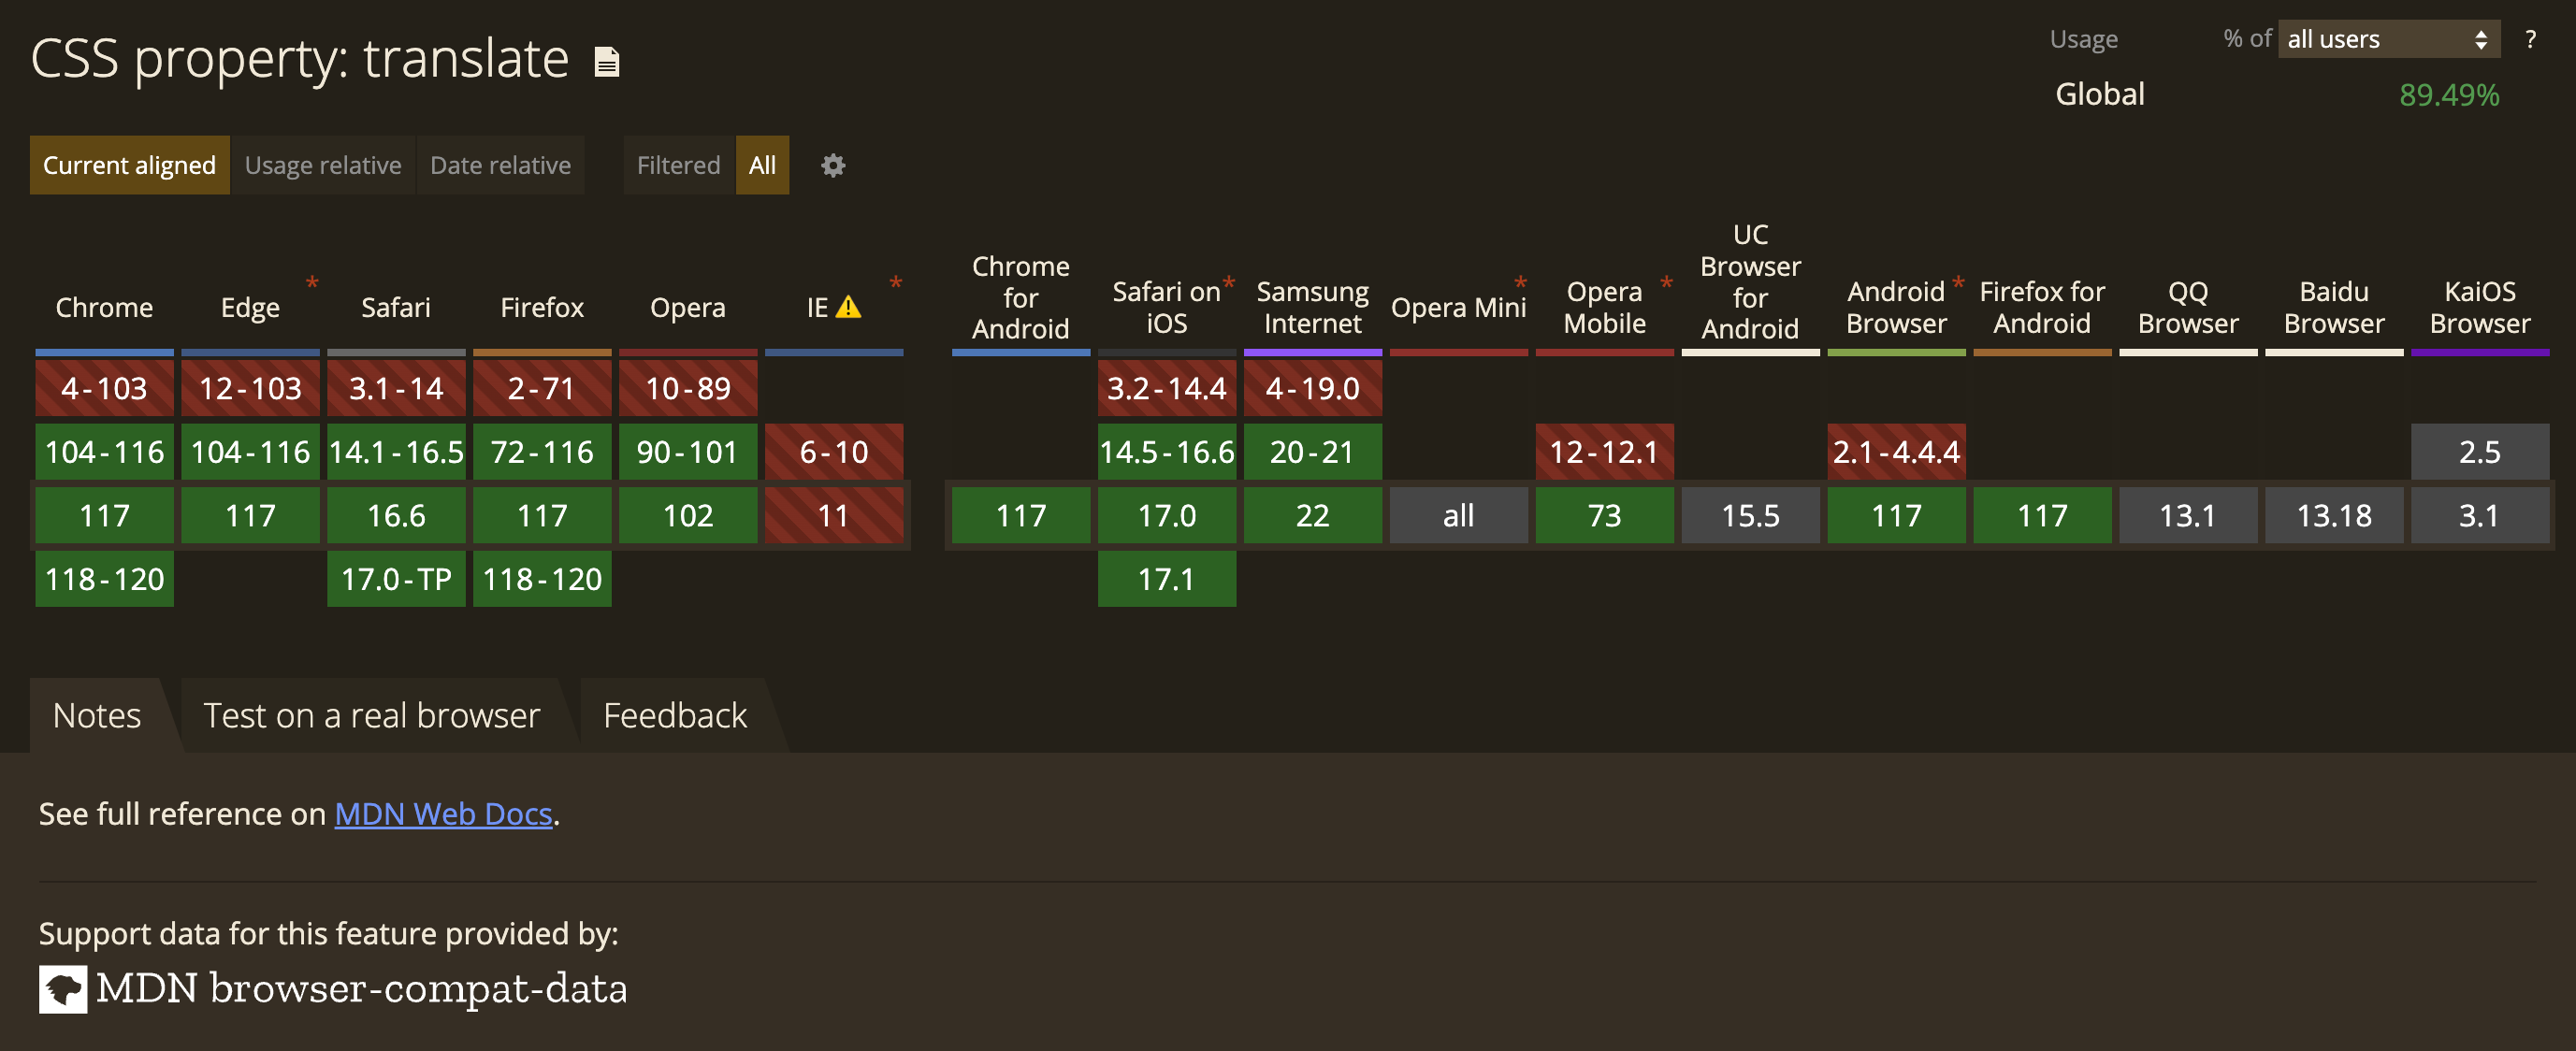 CSS property: translate
Usage % of all users ?
Global 89.49%
Current aligned Usage relative Date relative Filtered All
Chrome Edge * Safari Firefox Opera IE *
Chrome for Android Safari on iOS * Samsung Internet Opera Mini * Opera Mobile * UC Browser for Android Android Browser * Firefox for Android QQ Browser Baidu Browser KaiOS Browser
4-103 12-103 3.1-14 2-71 10-89 3.2-14.4 4-19.0
104-116 104-116 14.1-16.5 72-116 90-101 6-10 14.5-16.6 20-21 12-12.1 2.1-4.4.4 2.5
117 117 16.6 117 102 11 117 17.0 22 all 73 15.5 117 117 13.1 13.18 3.1
118-120 17.0-TP 118-120 17.1
Notes Test on a real browser Feedback
See full reference on MDN Web Docs.
Support data for this feature provided by:
MDN browser-compat-data